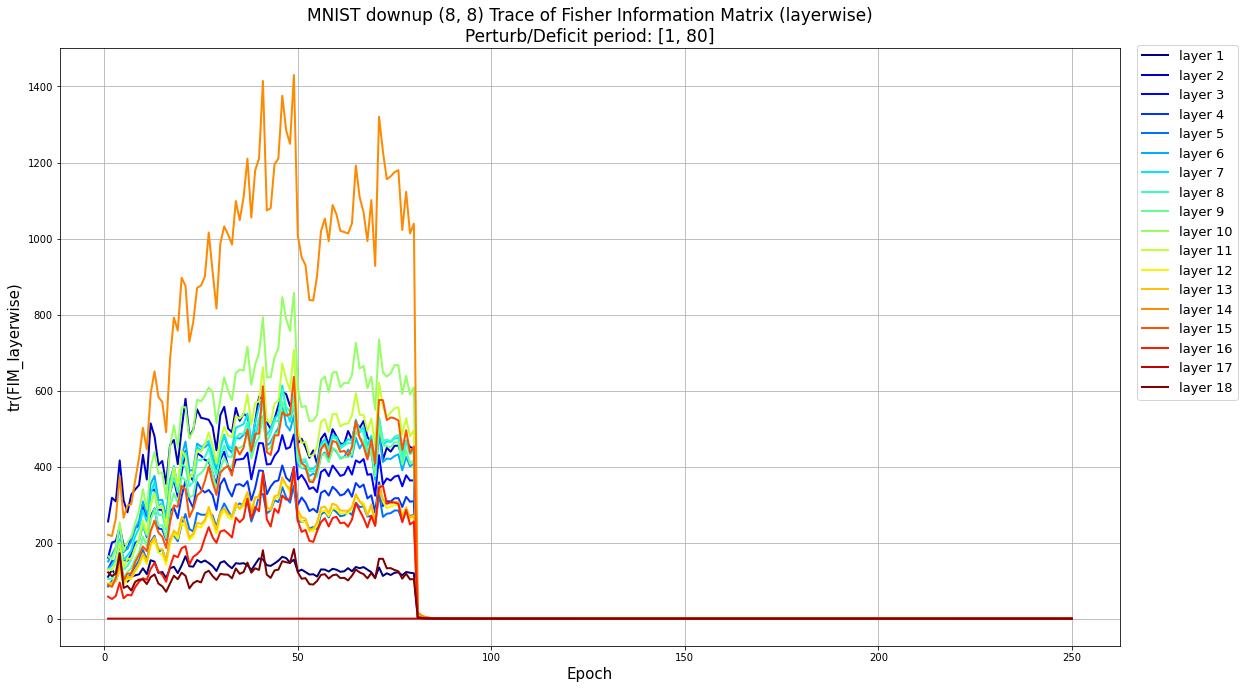 MNIST downup (8, 8) Trace of Fisher Information Matrix (layerwise)
Perturb/Deficit period: [1, 80]
tr(FIM_layerwise)
1400
1200
1000
800
600
400
200
0
0
50
100
150
200
250
Epoch
layer 1
layer 2
layer 3
layer 4
layer 5
layer 6
layer 7
layer 8
layer 9
layer 10
layer 11
layer 12
layer 13
layer 14
layer 15
layer 16
layer 17
layer 18